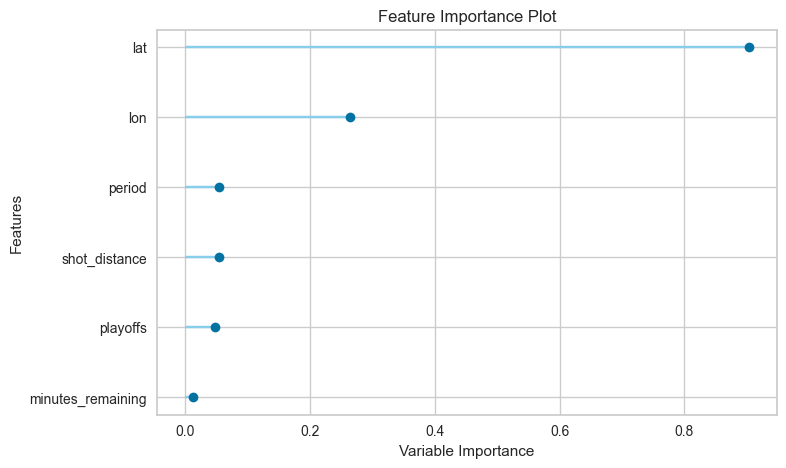 Feature Importance Plot
lat
lon
period
shot_distance
playoffs
minutes_remaining
Features
0.0 0.2 0.4 0.6 0.8
Variable Importance